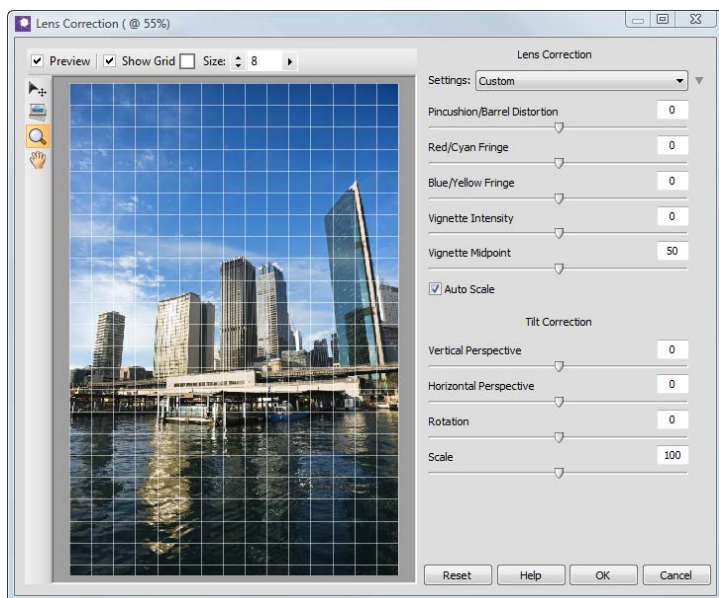 Lens Correction ( @ 55%)
Preview Show Grid Size: 8
Lens Correction
Settings: Custom
Pincushion/Barrel Distortion 0
Red/Cyan Fringe 0
Blue/Yellow Fringe 0
Vignette Intensity 0
Vignette Midpoint 50
Auto Scale
Tilt Correction
Vertical Perspective 0
Horizontal Perspective 0
Rotation 0
Scale 100
Reset Help OK Cancel